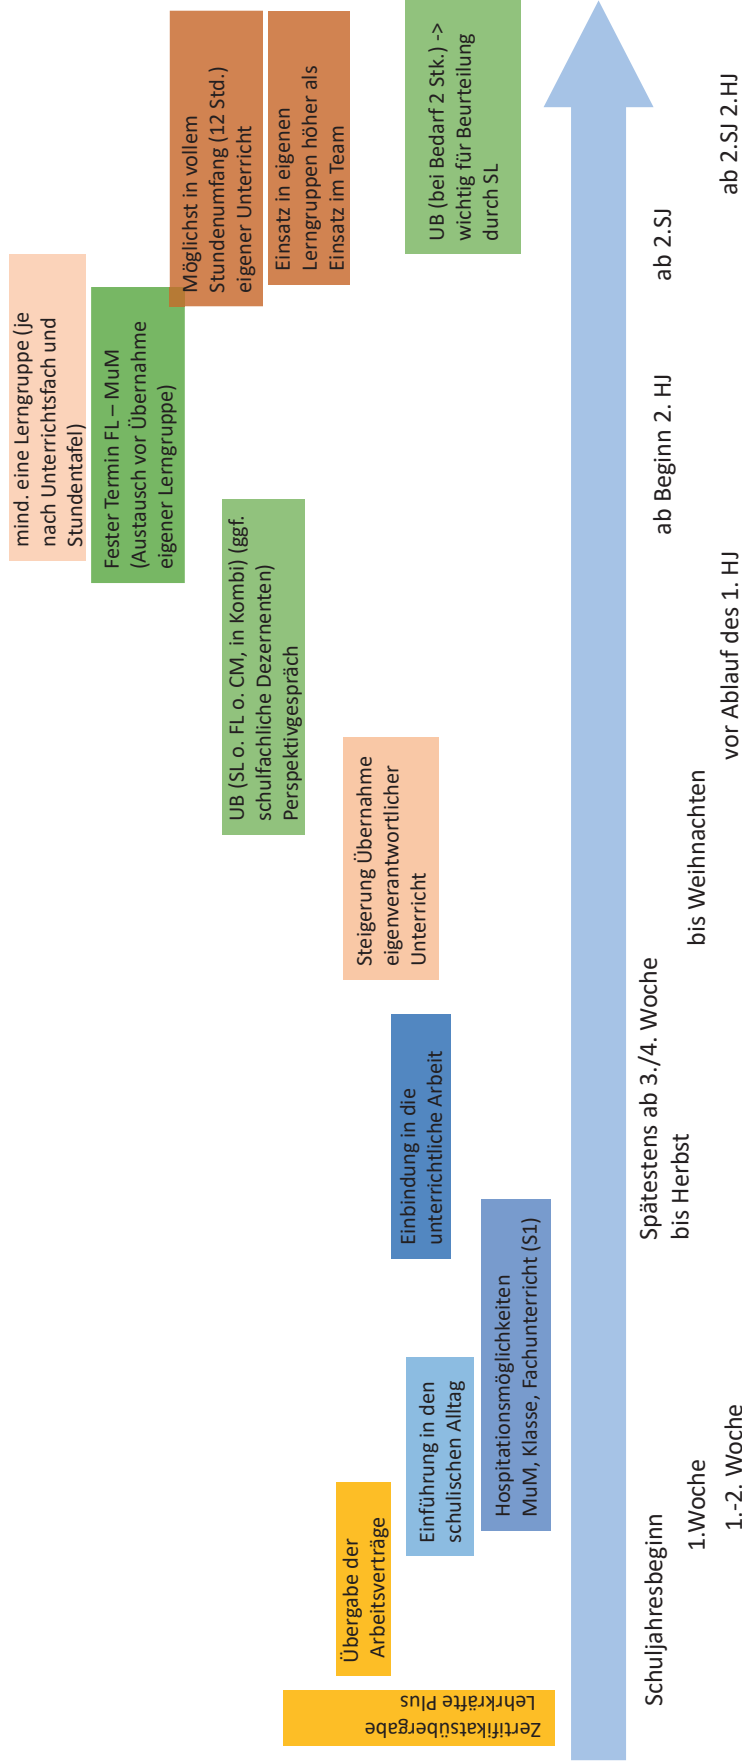 Zertifikatsübergabe
Lehrkräfte Plus
Übergabe der
Arbeitsverträge
Einführung in den
schulischen Alltag
Hospitationsmöglichkeiten
MuM, Klasse, Fachunterricht (S1)
Einbindung in die
unterrichtliche Arbeit
Steigerung Übernahme
eigenverantwortlicher
Unterricht
UB (SL o. FL o. CM, in Kombi) (ggf.
schulfachliche Dezernenten)
Perspektivgespräch
mind. eine Lerngruppe (je
nach Unterrichtsfach und
Stundentafel)
Fester Termin FL – MuM
(Austausch vor Übernahme
eigener Lerngruppe)
Möglichst in vollem
Stundenumfang (12 Std.)
eigener Unterricht
Einsatz in eigenen
Lerngruppen höher als
Einsatz im Team
UB (bei Bedarf 2 Stk.) ->
wichtig für Beurteilung
durch SL
Schuljahresbeginn
1.Woche
1.-2. Woche
Spätestens ab 3./4. Woche
bis Herbst
bis Weihnachten
vor Ablauf des 1. HJ
ab Beginn 2. HJ
ab 2.SJ
ab 2.SJ 2.HJ